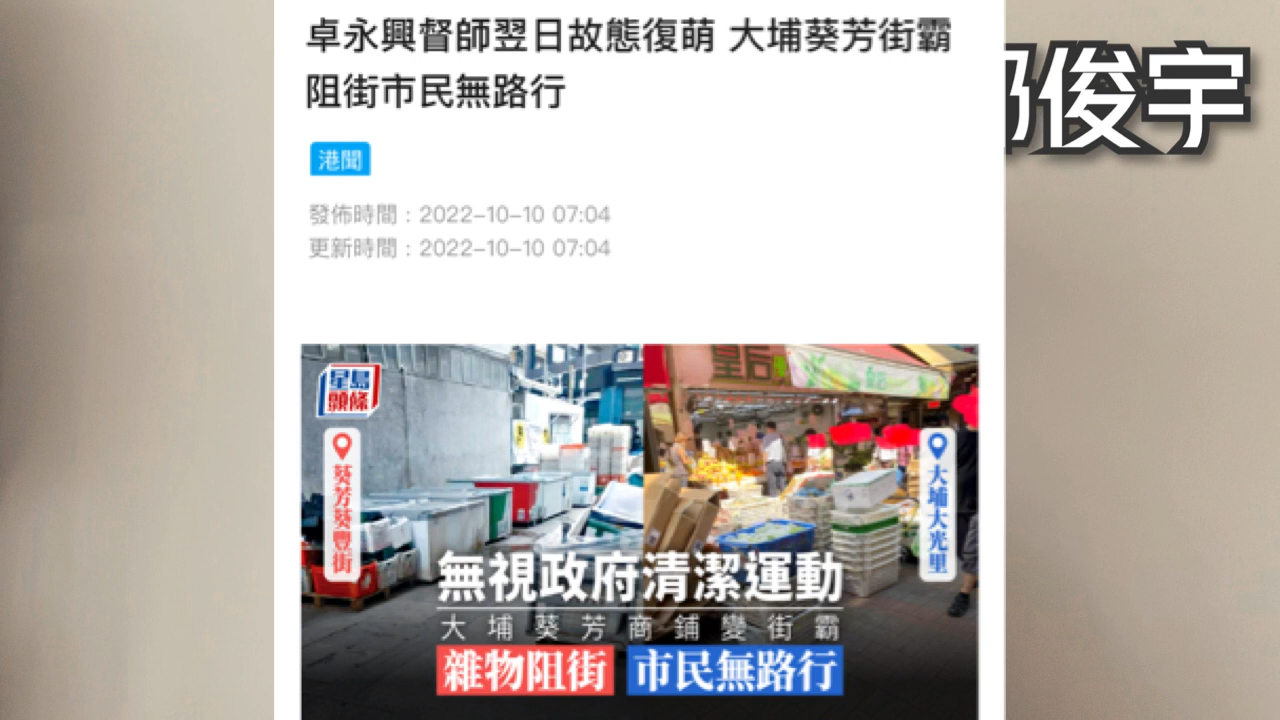 卓永興督師翌日故態復萌 大埔葵芳街霸
阻街市民無路行
俊宇
港聞
發佈時間：2022-10-10 07:04
更新時間：2022-10-10 07:04
星島
頭條
葵芳葵豐街
皇后
大埔大光里
無視政府清潔運動
大埔葵芳商鋪變街霸
雜物阻街 市民無路行